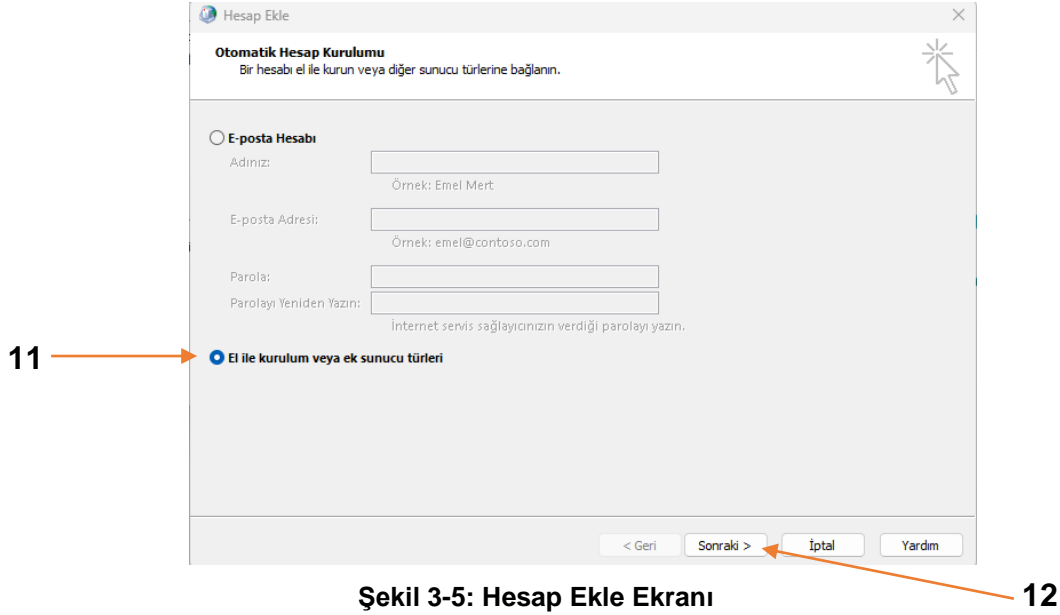 Hesap Ekle
Otomatik Hesap Kurulumu
Bir hesabı el ile kurun veya diğer sunucu türlerine bağlanın.
E-posta Hesabı
Adınız:
Örnek: Emel Mert
E-posta Adresi:
Örnek: emel@contoso.com
Parola:
Parolayı Yeniden Yazın:
İnternet servis sağlayıcınızın verdiği parolayı yazın.
11
El ile kurulum veya ek sunucu türleri
< Geri
Sonraki >
İptal
Yardım
Şekil 3-5: Hesap Ekle Ekranı
12